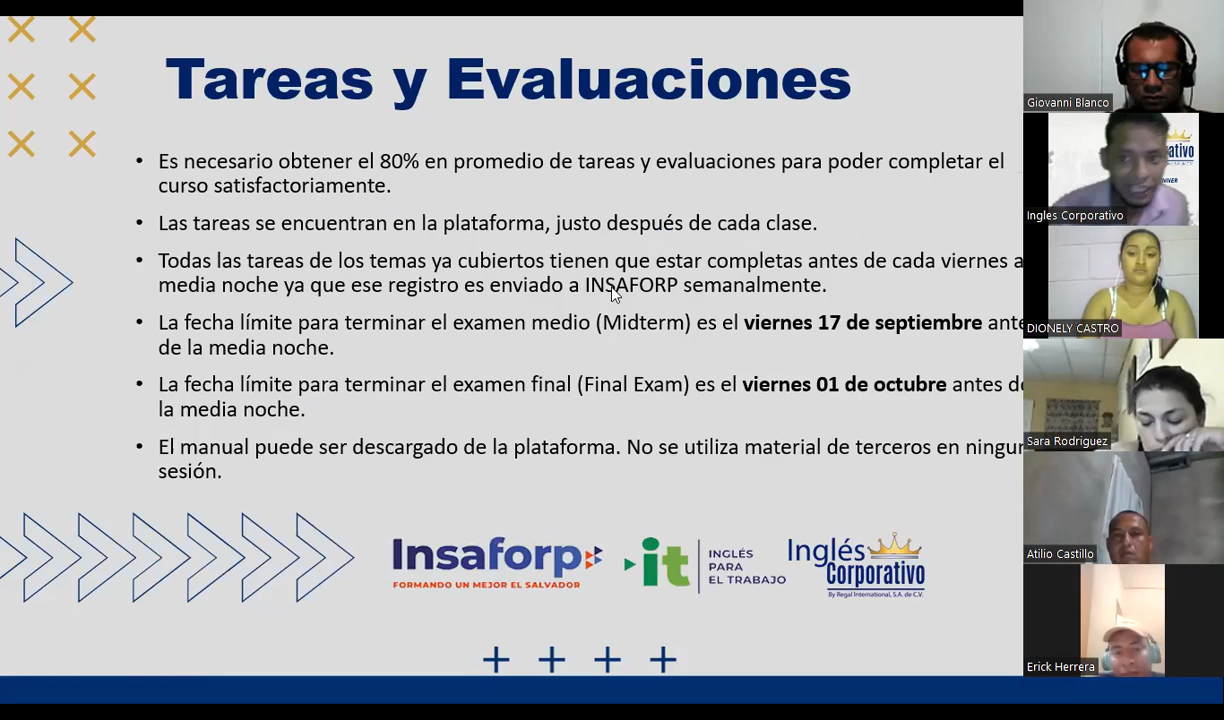 Tareas y Evaluaciones
• Es necesario obtener el 80% en promedio de tareas y evaluaciones para poder completar el
curso satisfactoriamente.
• Las tareas se encuentran en la plataforma, justo después de cada clase.
• Todas las tareas de los temas ya cubiertos tienen que estar completas antes de cada viernes a
media noche ya que ese registro es enviado a INSAFORP semanalmente.
• La fecha límite para terminar el examen medio (Midterm) es el viernes 17 de septiembre ante
de la media noche.
• La fecha límite para terminar el examen final (Final Exam) es el viernes 01 de octubre antes de
la media noche.
• El manual puede ser descargado de la plataforma. No se utiliza material de terceros en ningun
sesión.
Insaforp
FORMANDO UN MEJOR EL SALVADOR
it
INGLÉS
PARA
EL TRABAJO
Inglés
Corporativo
By Regal International, S.A. de C.V.
Giovanni Blanco
ativo
Ingles Corporativo
DIONELY CASTRO
Sara Rodriguez
Atilio Castillo
Erick Herrera